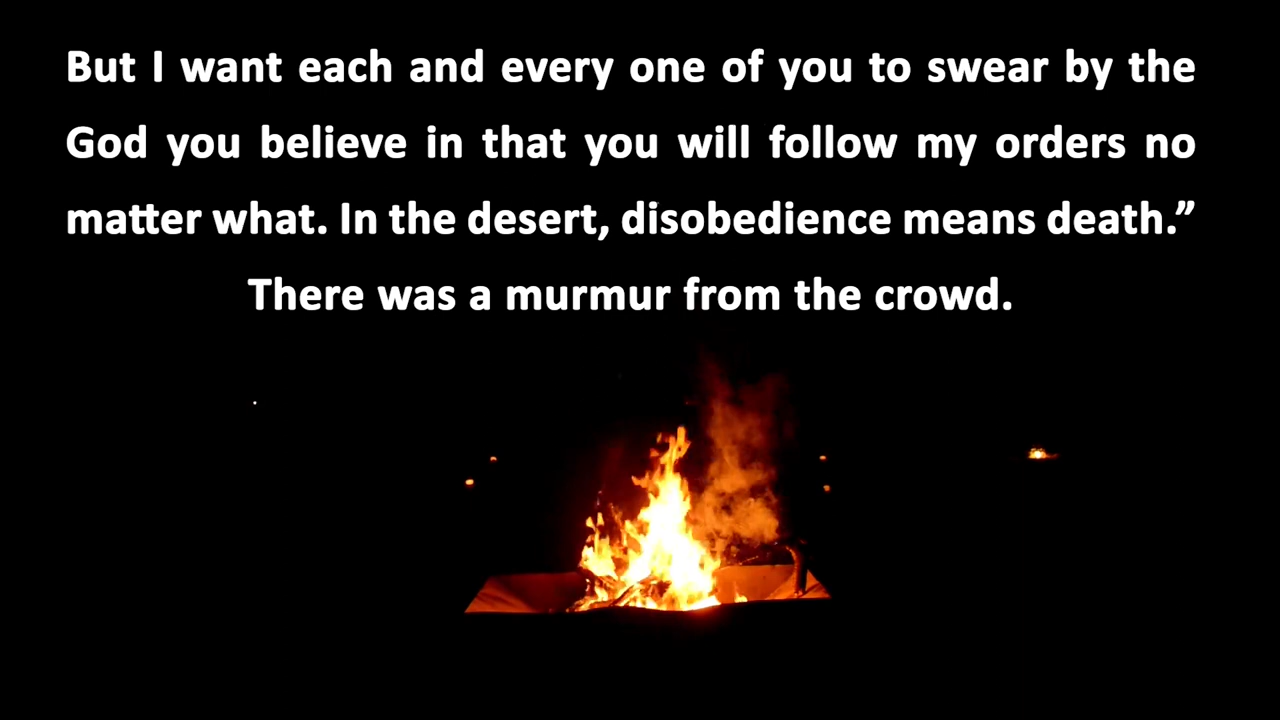 But I want each and every one of you to swear by the
God you believe in that you will follow my orders no
matter what. In the desert, disobedience means death.”
There was a murmur from the crowd.